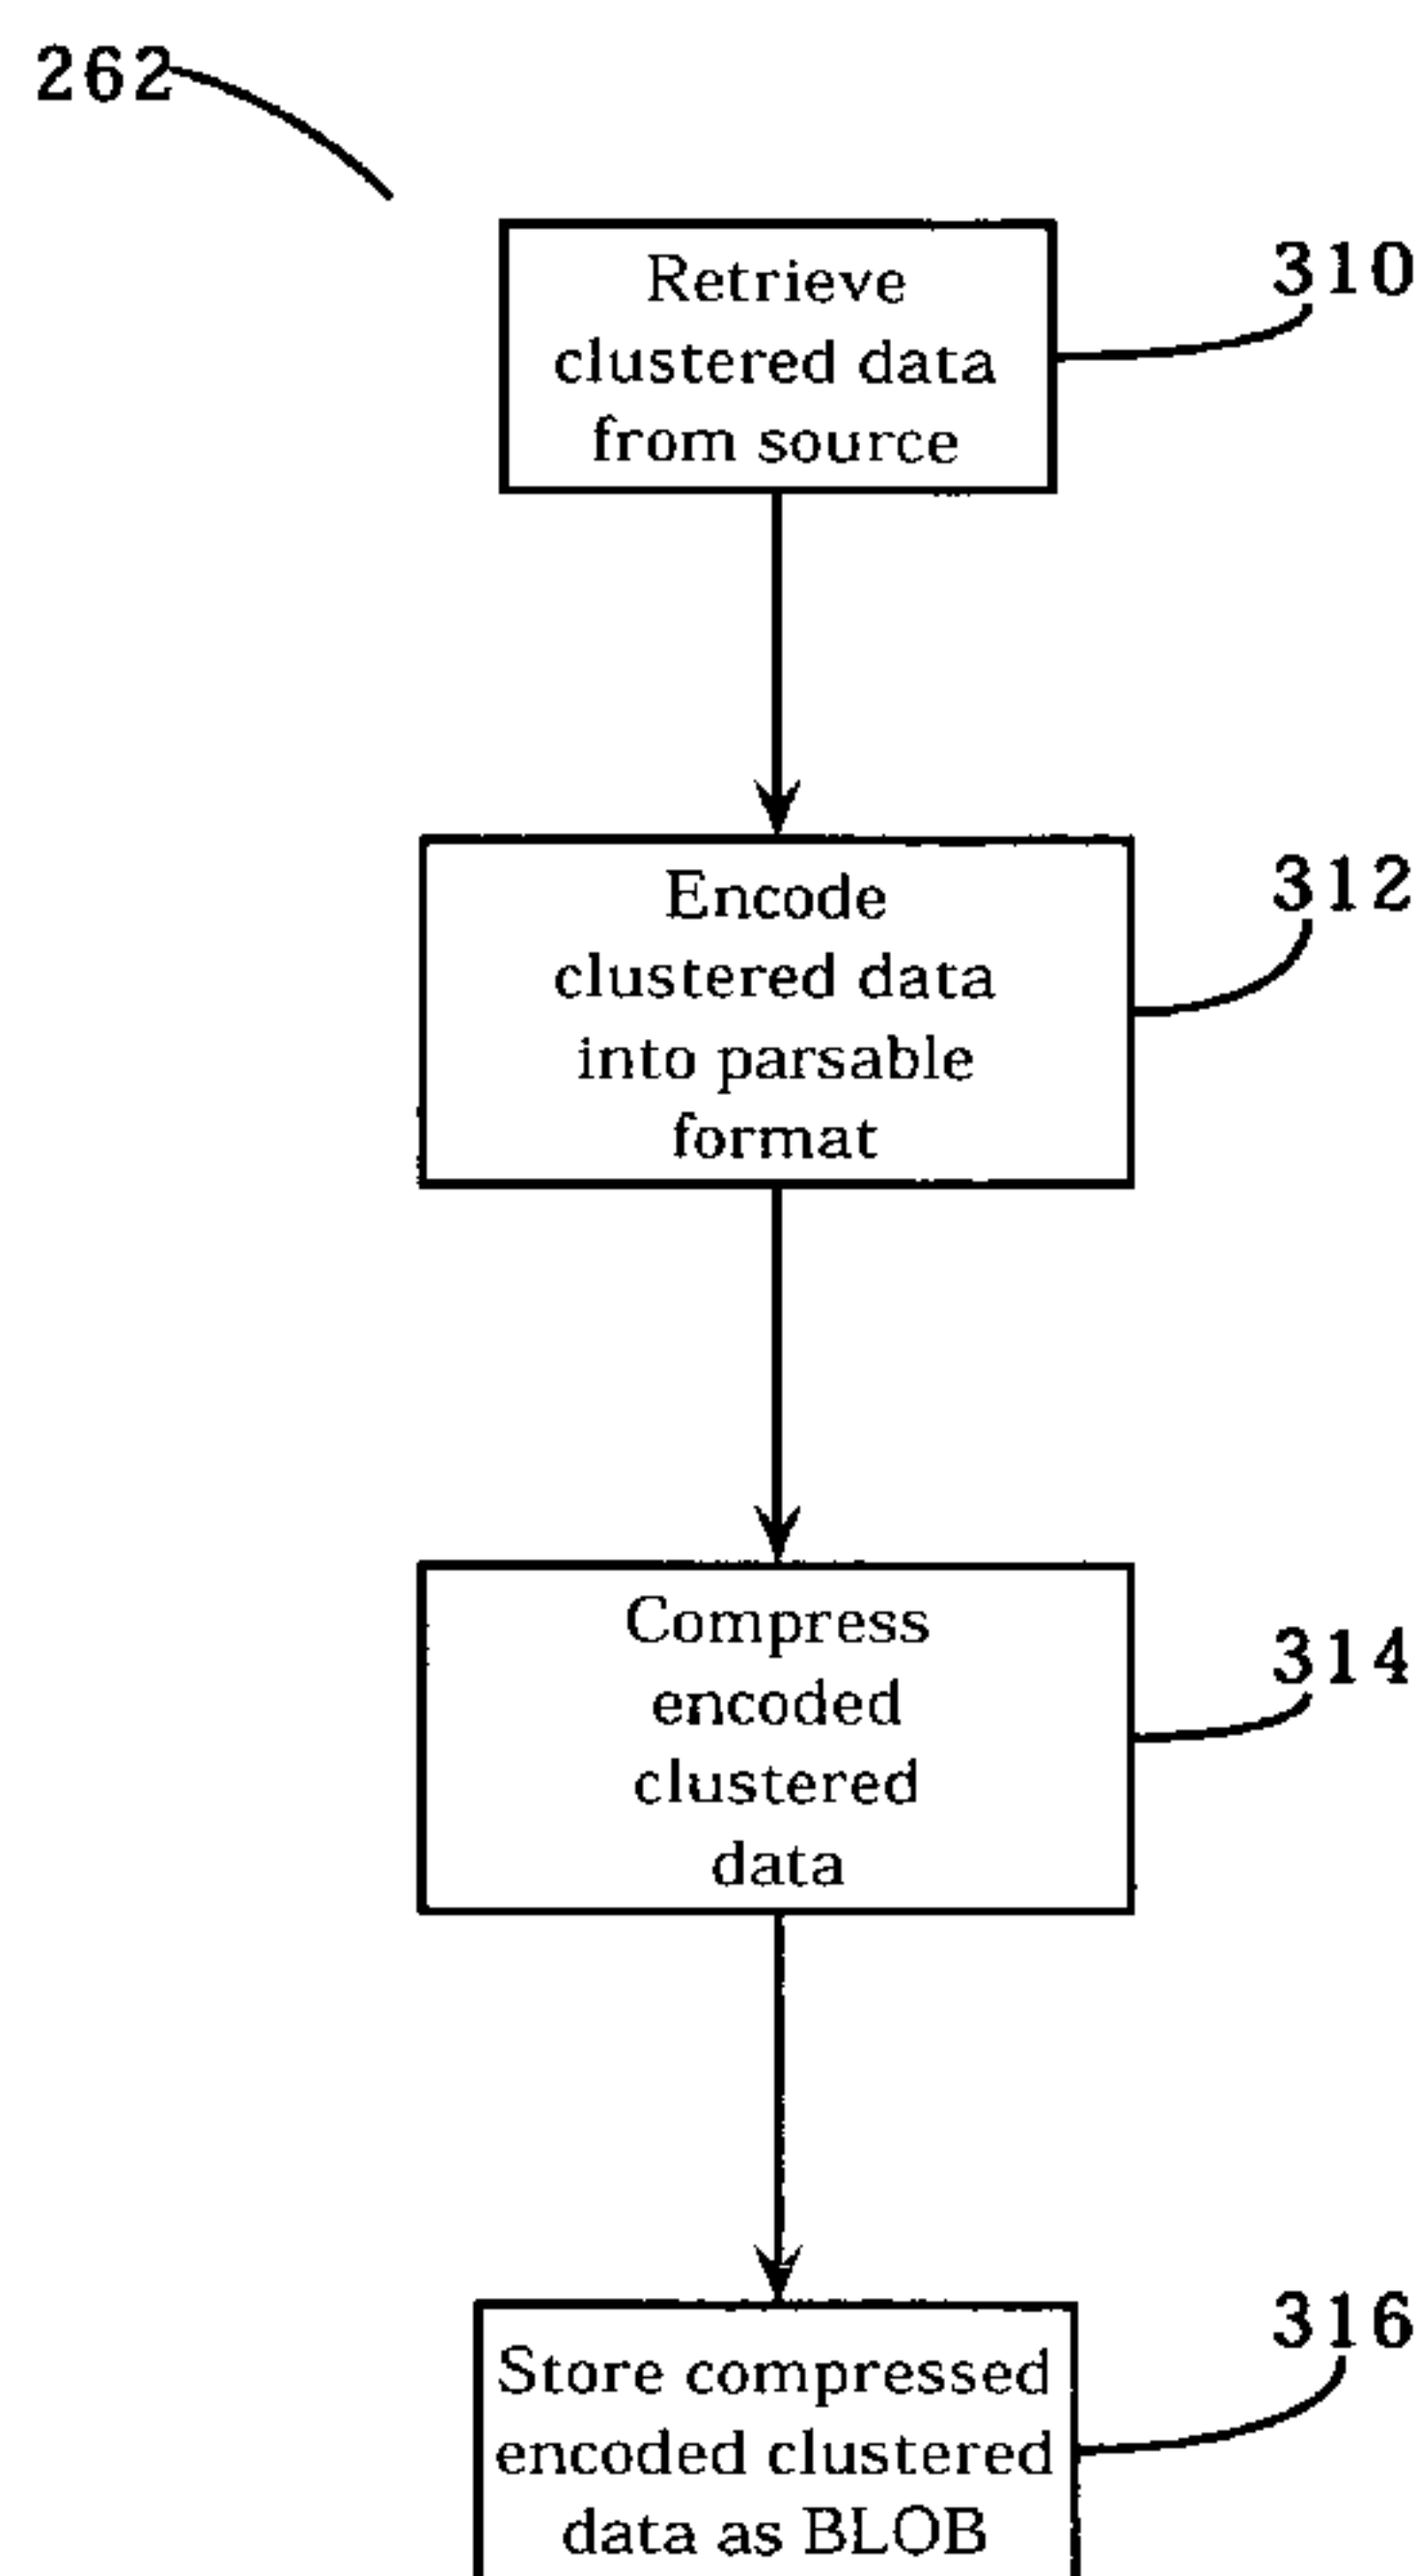 262
310
Retrieve
clustered data
from source
312
Encode
clustered data
into parsable
format
314
Compress
encoded
clustered
data
316
Store compressed
encoded clustered
data as BLOB